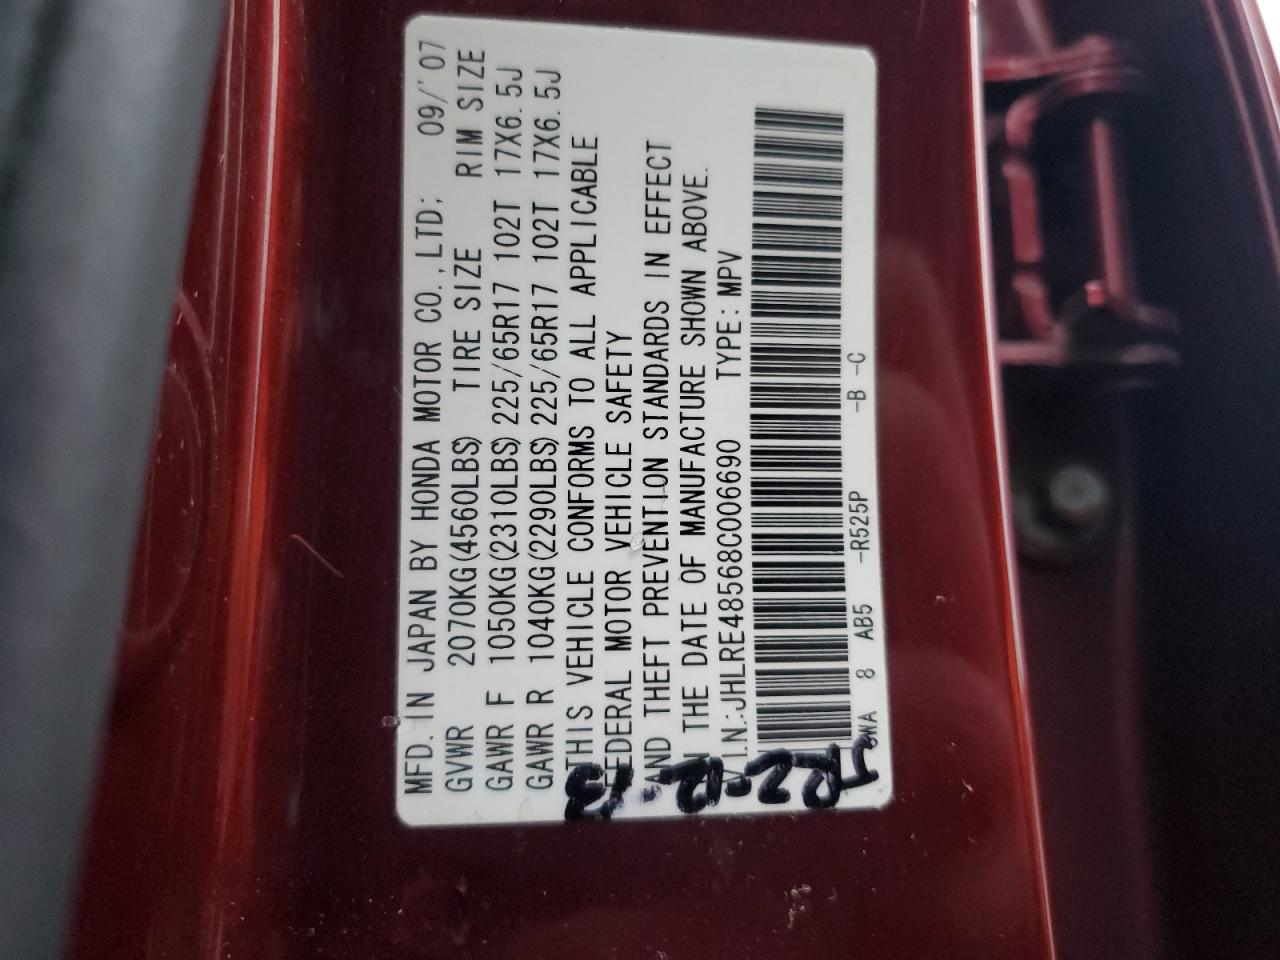 MFD. IN JAPAN BY HONDA MOTOR CO.,LTD; 09/'07
GVWR 2070KG(4560LBS) TIRE SIZE RIM SIZE
GAWR F 1050KG(2310LBS) 225/65R17 102T 17X6.5J
GAWR R 1040KG(2290LBS) 225/65R17 102T 17X6.5J
THIS VEHICLE CONFORMS TO ALL APPLICABLE
FEDERAL MOTOR VEHICLE SAFETY
AND THEFT PREVENTION STANDARDS IN EFFECT
ON THE DATE OF MANUFACTURE SHOWN ABOVE.
V.I.N.:JHLRE48568C006690 TYPE:MPV
SWA 8 AB5 -R525P -B -C